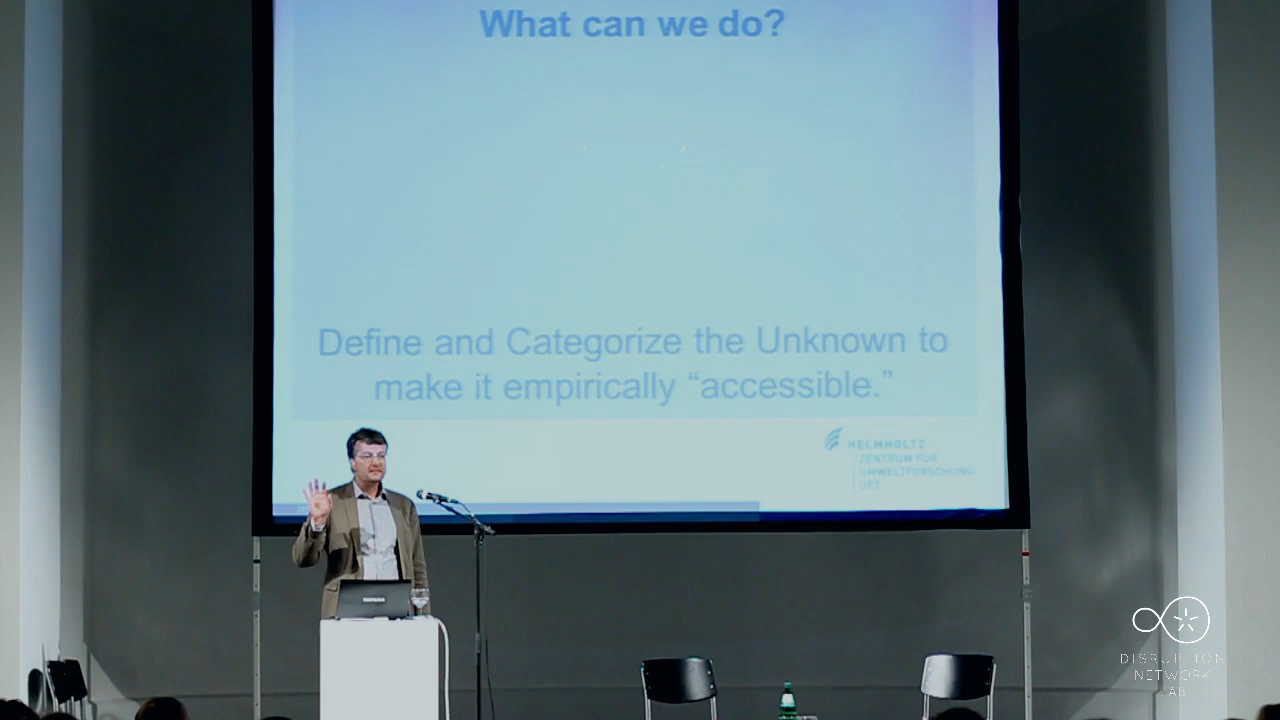 What can we do?
Define and Categorize the Unknown to
make it empirically “accessible.”
HELMHOLTZ
ZENTRUM FÜR
UMWELTFORSCHUNG
UFZ
DISRUPTION
NETWORK
LAB